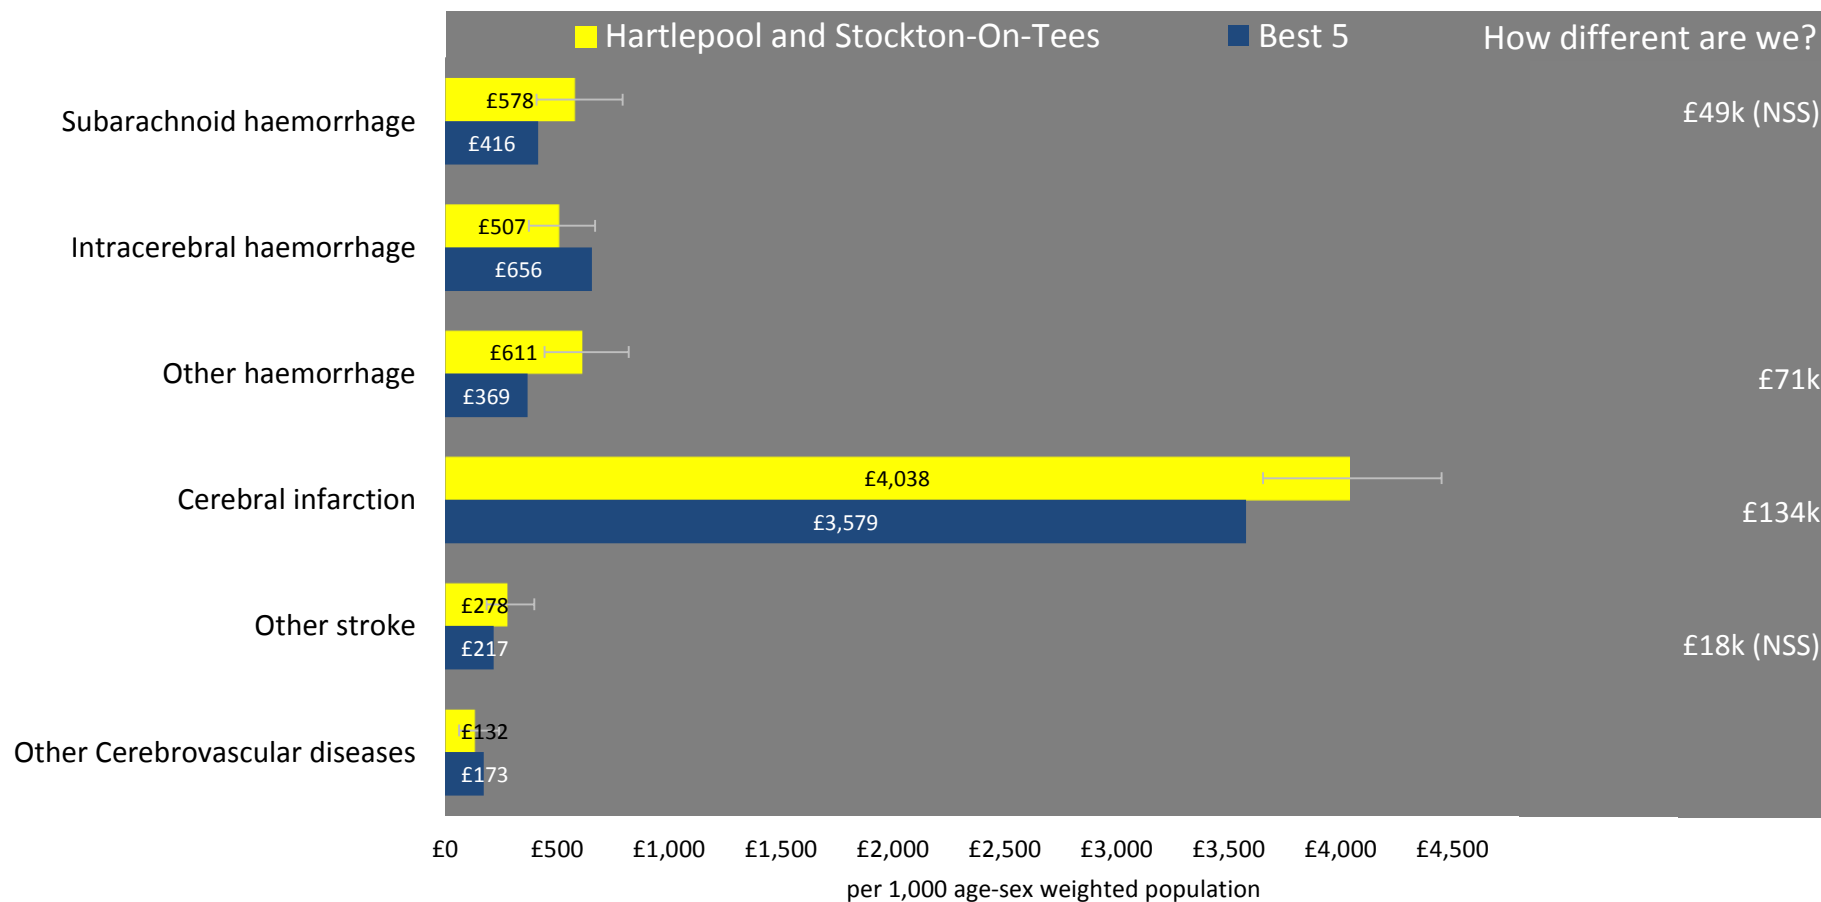 Hartlepool and Stockton-On-Tees
Best 5
How different are we?
Subarachnoid haemorrhage
£578
£416
£49k (NSS)
Intracerebral haemorrhage
£507
£656
Other haemorrhage
£611
£369
£71k
Cerebral infarction
£4,038
£3,579
£134k
Other stroke
£278
£217
£18k (NSS)
Other Cerebrovascular diseases
£132
£173
£0 £500 £1,000 £1,500 £2,000 £2,500 £3,000 £3,500 £4,000 £4,500
per 1,000 age-sex weighted population